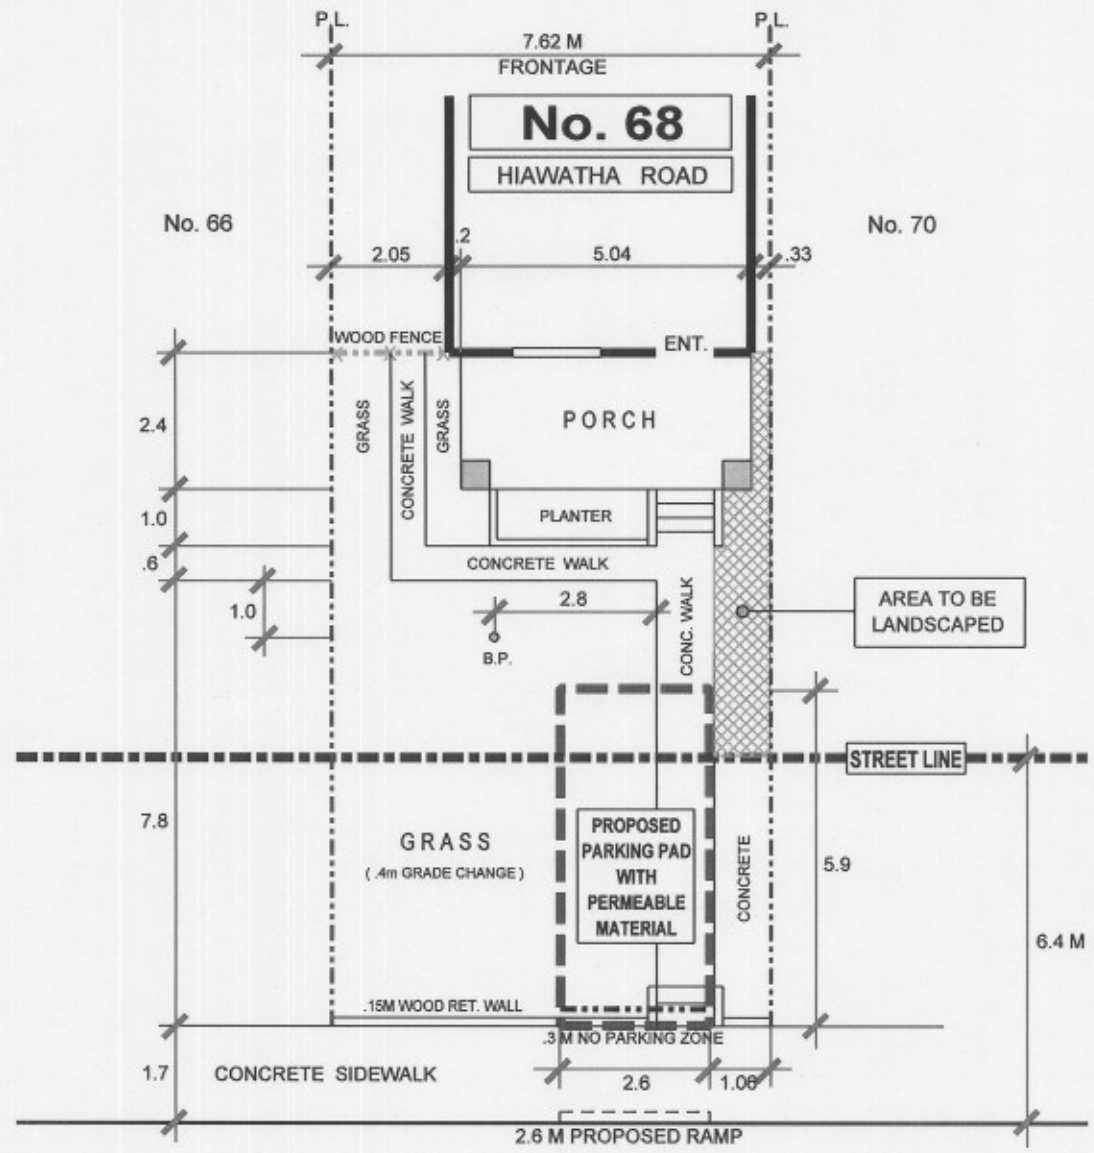 P.L.
P.L.
7.62 M
FRONTAGE
No. 68
HIAWATHA ROAD
No. 66
No. 70
.2
2.05
5.04
.33
WOOD FENCE
ENT.
GRASS
CONCRETE WALK
GRASS
PORCH
2.4
1.0
PLANTER
.6
CONCRETE WALK
1.0
2.8
B.P.
CONC. WALK
AREA TO BE
LANDSCAPED
STREET LINE
7.8
GRASS
( .4m GRADE CHANGE )
PROPOSED
PARKING PAD
WITH
PERMEABLE
MATERIAL
CONCRETE
5.9
6.4 M
.15M WOOD RET. WALL
.3 M NO PARKING ZONE
1.7
CONCRETE SIDEWALK
2.6
1.06
2.6 M PROPOSED RAMP